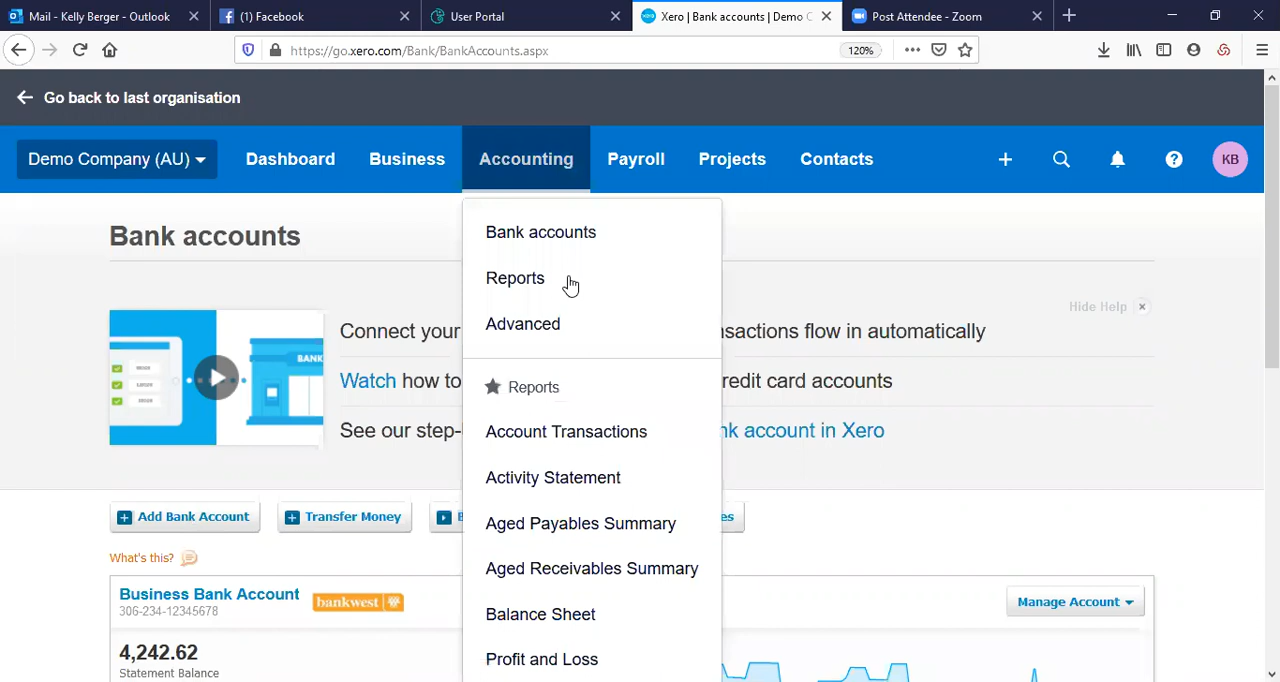 Mail - Kelly Berger - Outlook
(1) Facebook
User Portal
Xero | Bank accounts | Demo C
Post Attendee - Zoom
https://go.xero.com/Bank/BankAccounts.aspx
120%
Go back to last organisation
Demo Company (AU)
Dashboard
Business
Accounting
Payroll
Projects
Contacts
KB
Bank accounts
Bank accounts
Reports
Advanced
Reports
Account Transactions
Activity Statement
Aged Payables Summary
Aged Receivables Summary
Balance Sheet
Profit and Loss
Hide Help
BANK
Connect your
nsactions flow in automatically
Watch how to
redit card accounts
See our step-
nk account in Xero
Add Bank Account
Transfer Money
es
What's this?
Business Bank Account
bankwest
306-234-12345678
Manage Account
4,242.62
Statement Balance